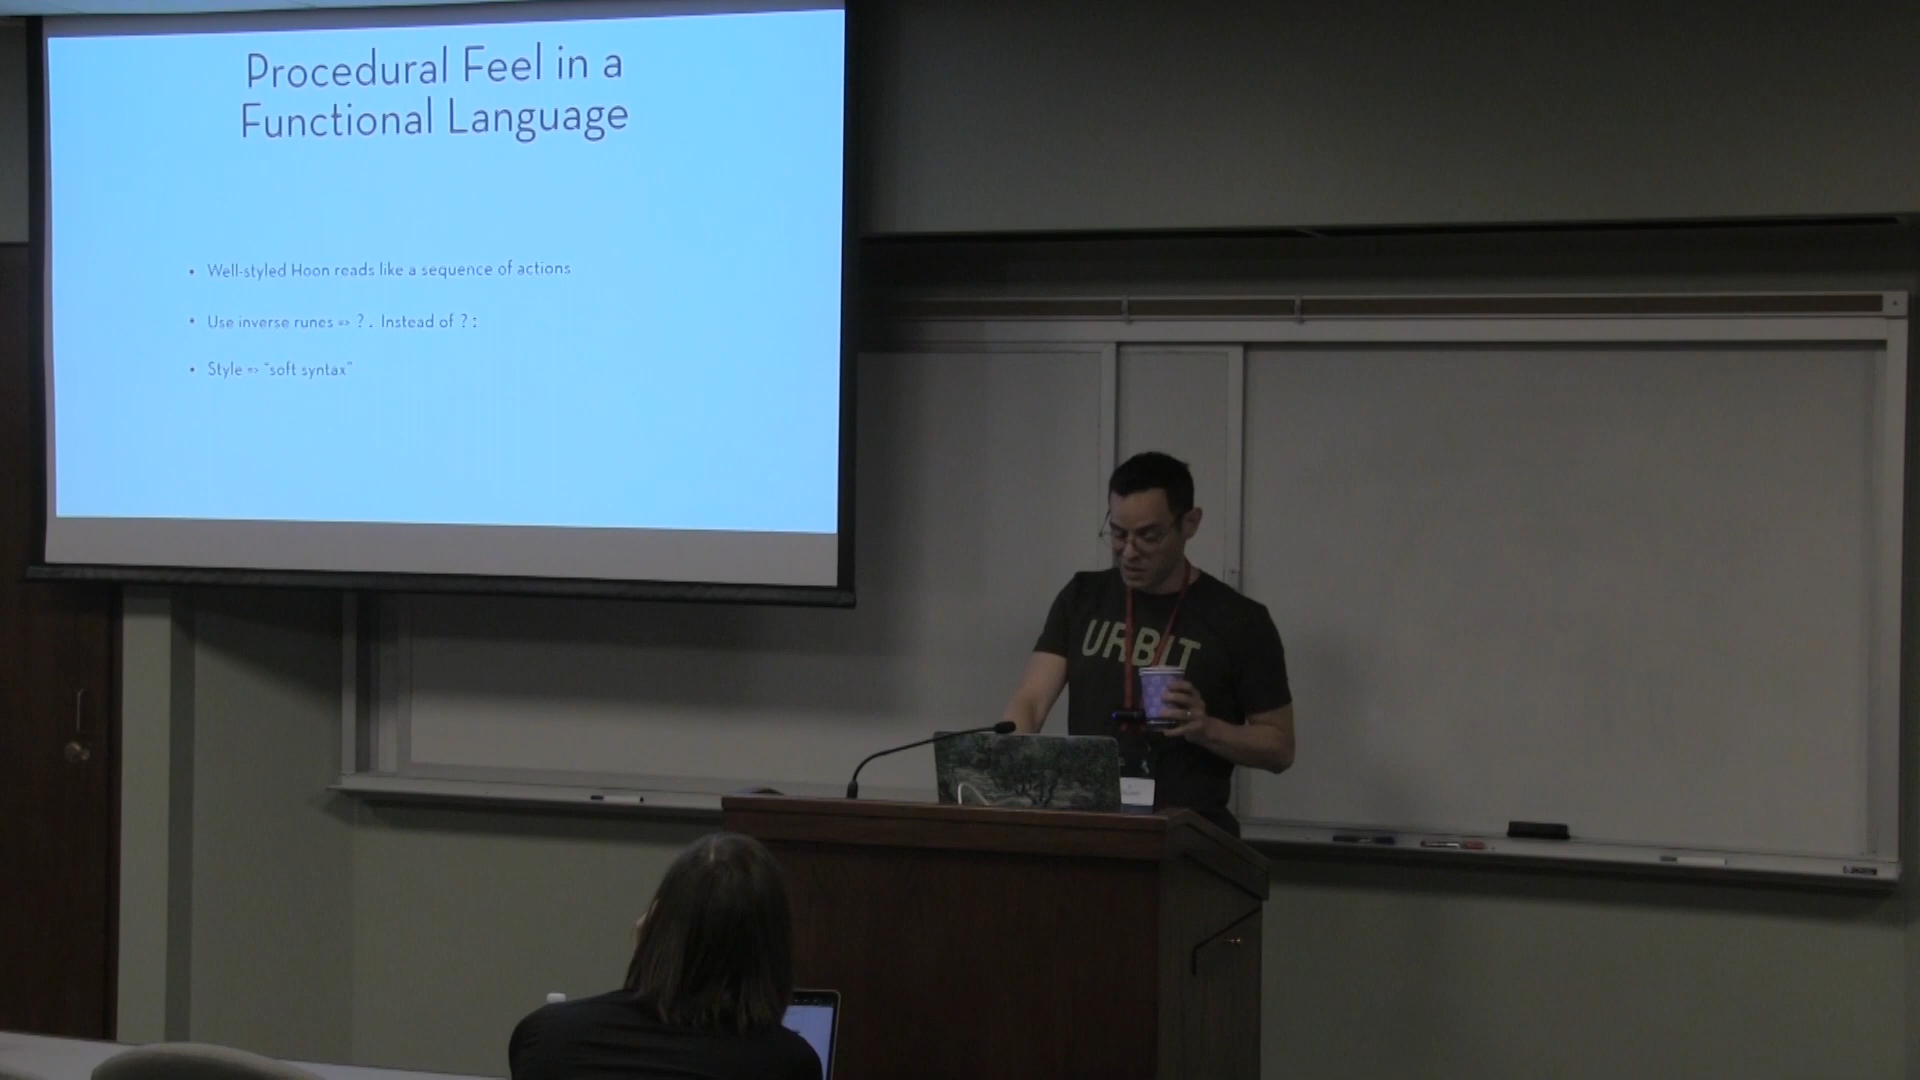 Procedural Feel in a
Functional Language
• Well-styled Hoon reads like a sequence of actions
• Use inverse runes => ?. Instead of ?:
• Style => "soft syntax"
URBIT